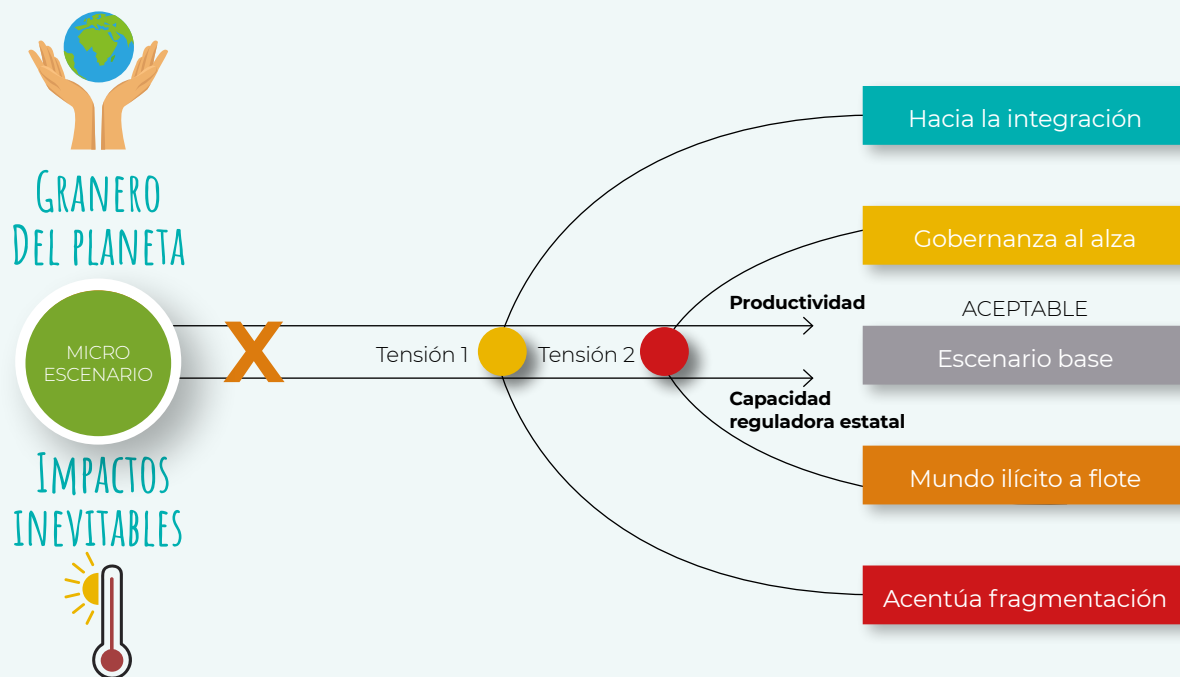 GRANERO
DEL PLANETA
MICRO
ESCENARIO
IMPACTOS
INEVITABLES
X
Tensión 1
Tensión 2
Productividad
Capacidad
reguladora estatal
Hacia la integración
Gobernanza al alza
ACEPTABLE
Escenario base
Mundo ilícito a flote
Acentúa fragmentación